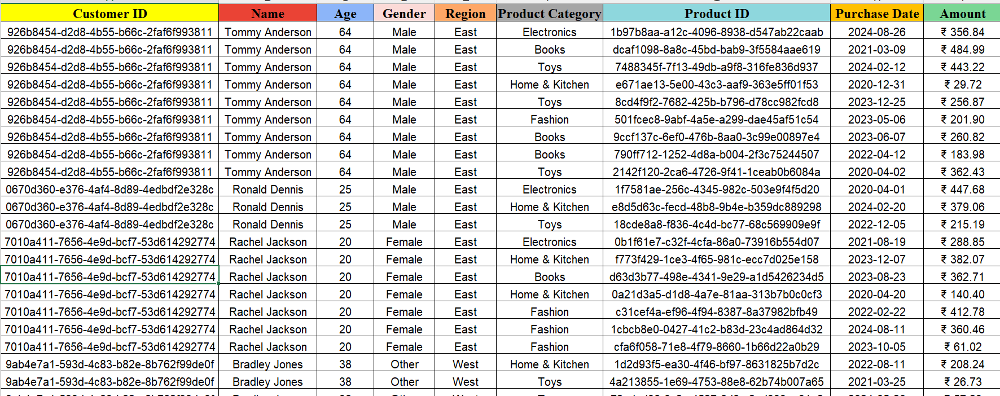 Customer ID Name Age Gender Region Product Category Product ID Purchase Date Amount
926b8454-d2d8-4b55-b66c-2faf6f993811 Tommy Anderson 64 Male East Electronics 1b97b8aa-a12c-4096-8938-d547ab22caab 2024-08-26 ₹ 356.84
926b8454-d2d8-4b55-b66c-2faf6f993811 Tommy Anderson 64 Male East Books dcaf1098-8a8c-45bd-bab9-3f5584aae619 2021-03-09 ₹ 484.99
926b8454-d2d8-4b55-b66c-2faf6f993811 Tommy Anderson 64 Male East Toys 7488345f-7f13-49db-a9f8-316fe836d937 2024-02-12 ₹ 443.22
926b8454-d2d8-4b55-b66c-2faf6f993811 Tommy Anderson 64 Male East Home & Kitchen e671ae13-5e00-43c3-aaf9-363e5ff01f53 2020-12-31 ₹ 29.72
926b8454-d2d8-4b55-b66c-2faf6f993811 Tommy Anderson 64 Male East Toys 8cd4f9f2-7682-425b-b796-d78cc982fcd8 2023-12-25 ₹ 256.87
926b8454-d2d8-4b55-b66c-2faf6f993811 Tommy Anderson 64 Male East Fashion 501fcec8-9abf-4a5e-a299-dae45af51c54 2023-05-06 ₹ 201.90
926b8454-d2d8-4b55-b66c-2faf6f993811 Tommy Anderson 64 Male East Books 9ccf137c-6ef0-476b-8aa0-3c99e00897e4 2023-06-07 ₹ 260.82
926b8454-d2d8-4b55-b66c-2faf6f993811 Tommy Anderson 64 Male East Books 790ff712-1252-4d8a-b004-2f3c75244507 2022-04-12 ₹ 183.98
926b8454-d2d8-4b55-b66c-2faf6f993811 Tommy Anderson 64 Male East Toys 2142f120-2ca6-4726-9f41-1ceab0b6084a 2020-04-02 ₹ 362.43
0670d360-e376-4af4-8d89-4edbdf2e328c Ronald Dennis 25 Male East Electronics 1f7581ae-256c-4345-982c-503e9f4f5d20 2020-04-01 ₹ 447.68
0670d360-e376-4af4-8d89-4edbdf2e328c Ronald Dennis 25 Male East Home & Kitchen e8d5d63c-fecd-48b8-9b4e-b359dc889298 2024-02-20 ₹ 379.06
0670d360-e376-4af4-8d89-4edbdf2e328c Ronald Dennis 25 Male East Toys 18cde8a8-f836-4c4d-bc77-68c569909e9f 2022-12-05 ₹ 215.19
7010a411-7656-4e9d-bcf7-53d614292774 Rachel Jackson 20 Female East Electronics 0b1f61e7-c32f-4cfa-86a0-73916b554d07 2021-08-19 ₹ 288.85
7010a411-7656-4e9d-bcf7-53d614292774 Rachel Jackson 20 Female East Home & Kitchen f773f429-1ce3-4f65-981c-ecc7d025e158 2023-12-07 ₹ 382.07
7010a411-7656-4e9d-bcf7-53d614292774 Rachel Jackson 20 Female East Books d63d3b77-498e-4341-9e29-a1d5426234d5 2023-08-23 ₹ 362.71
7010a411-7656-4e9d-bcf7-53d614292774 Rachel Jackson 20 Female East Home & Kitchen 0a21d3a5-d1d8-4a7e-81aa-313b7b0c0cf3 2020-04-20 ₹ 140.40
7010a411-7656-4e9d-bcf7-53d614292774 Rachel Jackson 20 Female East Fashion c31cef4a-ef96-4f94-8387-8a37982bfb49 2022-02-22 ₹ 412.78
7010a411-7656-4e9d-bcf7-53d614292774 Rachel Jackson 20 Female East Fashion 1cbcb8e0-0427-41c2-b83d-23c4ad864d32 2024-08-11 ₹ 360.46
7010a411-7656-4e9d-bcf7-53d614292774 Rachel Jackson 20 Female East Fashion cfa6f058-71e8-4f79-8660-1b66d22a0b29 2023-10-05 ₹ 61.02
9ab4e7a1-593d-4c83-b82e-8b762f99de0f Bradley Jones 38 Other West Home & Kitchen 1d2d93f5-ea30-4f46-bf97-8631825b7d2c 2022-08-11 ₹ 208.24
9ab4e7a1-593d-4c83-b82e-8b762f99de0f Bradley Jones 38 Other West Toys 4a213855-1e69-4753-88e8-62b74b007a65 2021-03-25 ₹ 26.73